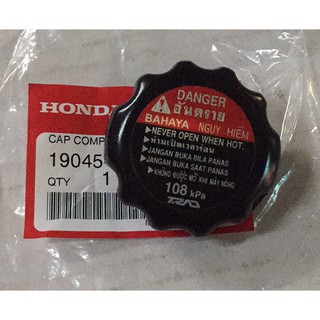 HONDA
CAP COMP
19045-
QTY 1
DANGER
อันตราย
BAHAYA NGUY HIỂM
▶NEVER OPEN WHEN HOT.
▶ห้ามเปิดเวลาร้อน
▶JANGAN BUKA BILA PANAS
▶JANGAN BUKA SAAT PANAS
▶KHÔNG ĐƯỢC MỞ KHI MÁY NÓNG
108 kPa
TRAD